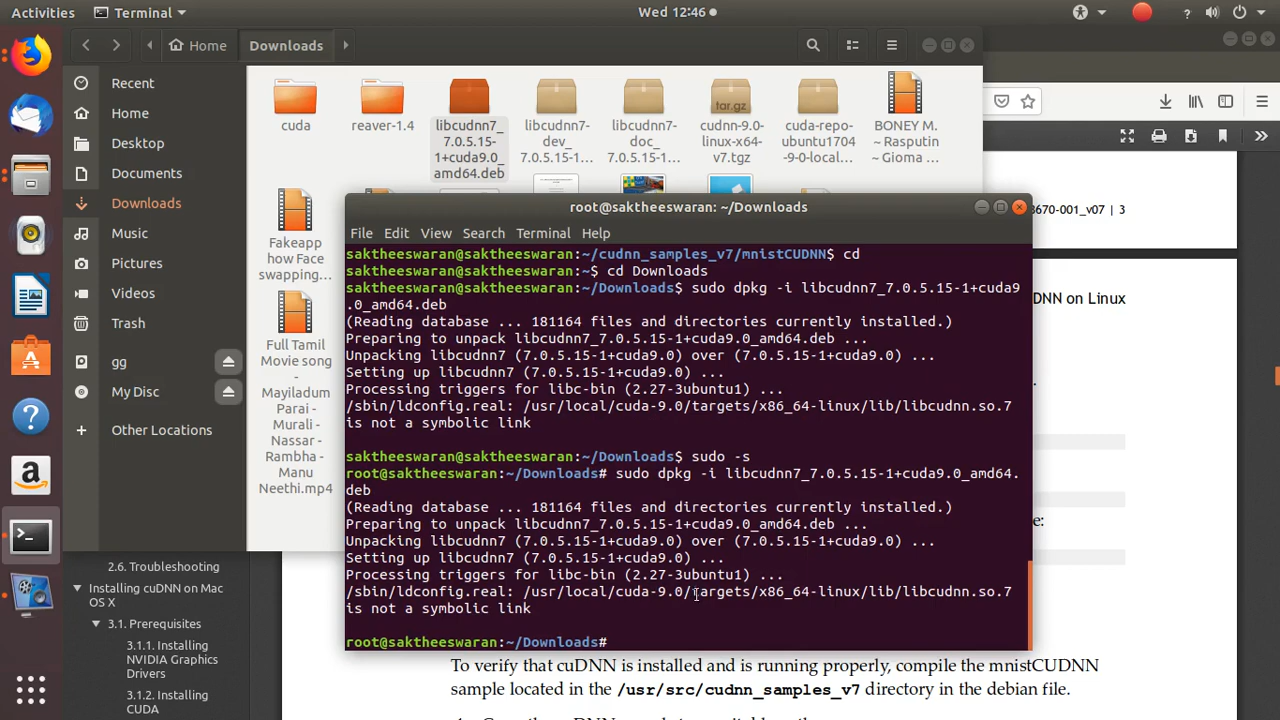 Activities
Terminal
Wed 12:46
Home
Downloads
Recent
Home
Desktop
Documents
Downloads
Music
Pictures
Videos
Trash
gg
My Disc
Other Locations
cuda
reaver-1.4
libcudnn7_
7.0.5.15-
1+cuda9.0_
amd64.deb
libcudnn7-
dev_
7.0.5.15-1...
libcudnn7-
doc_
7.0.5.15-1...
tar.gz
cudnn-9.0-
linux-x64-
v7.tgz
cuda-repo-
ubuntu1704
-9-0-local...
BONEY M.
~ Rasputin
~ Gioma ...
Fakeapp
how Face
swapping...
Full Tamil
Movie song
-
Mayiladum
Parai -
Murali -
Nassar -
Rambha -
Manu
Neethi.mp4
root@saktheeswaran: ~/Downloads
File Edit View Search Terminal Help
saktheeswaran@saktheeswaran:~/cudnn_samples_v7/mnistCUDNN$ cd
saktheeswaran@saktheeswaran:~$ cd Downloads
saktheeswaran@saktheeswaran:~/Downloads$ sudo dpkg -i libcudnn7_7.0.5.15-1+cuda9
.0_amd64.deb
(Reading database ... 181164 files and directories currently installed.)
Preparing to unpack libcudnn7_7.0.5.15-1+cuda9.0_amd64.deb ...
Unpacking libcudnn7 (7.0.5.15-1+cuda9.0) over (7.0.5.15-1+cuda9.0) ...
Setting up libcudnn7 (7.0.5.15-1+cuda9.0) ...
Processing triggers for libc-bin (2.27-3ubuntu1) ...
/sbin/ldconfig.real: /usr/local/cuda-9.0/targets/x86_64-linux/lib/libcudnn.so.7
is not a symbolic link
saktheeswaran@saktheeswaran:~/Downloads$ sudo -s
root@saktheeswaran:~/Downloads# sudo dpkg -i libcudnn7_7.0.5.15-1+cuda9.0_amd64.
deb
(Reading database ... 181164 files and directories currently installed.)
Preparing to unpack libcudnn7_7.0.5.15-1+cuda9.0_amd64.deb ...
Unpacking libcudnn7 (7.0.5.15-1+cuda9.0) over (7.0.5.15-1+cuda9.0) ...
Setting up libcudnn7 (7.0.5.15-1+cuda9.0) ...
Processing triggers for libc-bin (2.27-3ubuntu1) ...
/sbin/ldconfig.real: /usr/local/cuda-9.0/targets/x86_64-linux/lib/libcudnn.so.7
is not a symbolic link
root@saktheeswaran:~/Downloads#
8670-001_v07 | 3
DNN on Linux
e:
2.6. Troubleshooting
Installing cuDNN on Mac
OS X
3.1. Prerequisites
3.1.1. Installing
NVIDIA Graphics
Drivers
3.1.2. Installing
CUDA
To verify that cuDNN is installed and is running properly, compile the mnistCUDNN
sample located in the /usr/src/cudnn_samples_v7 directory in the debian file.